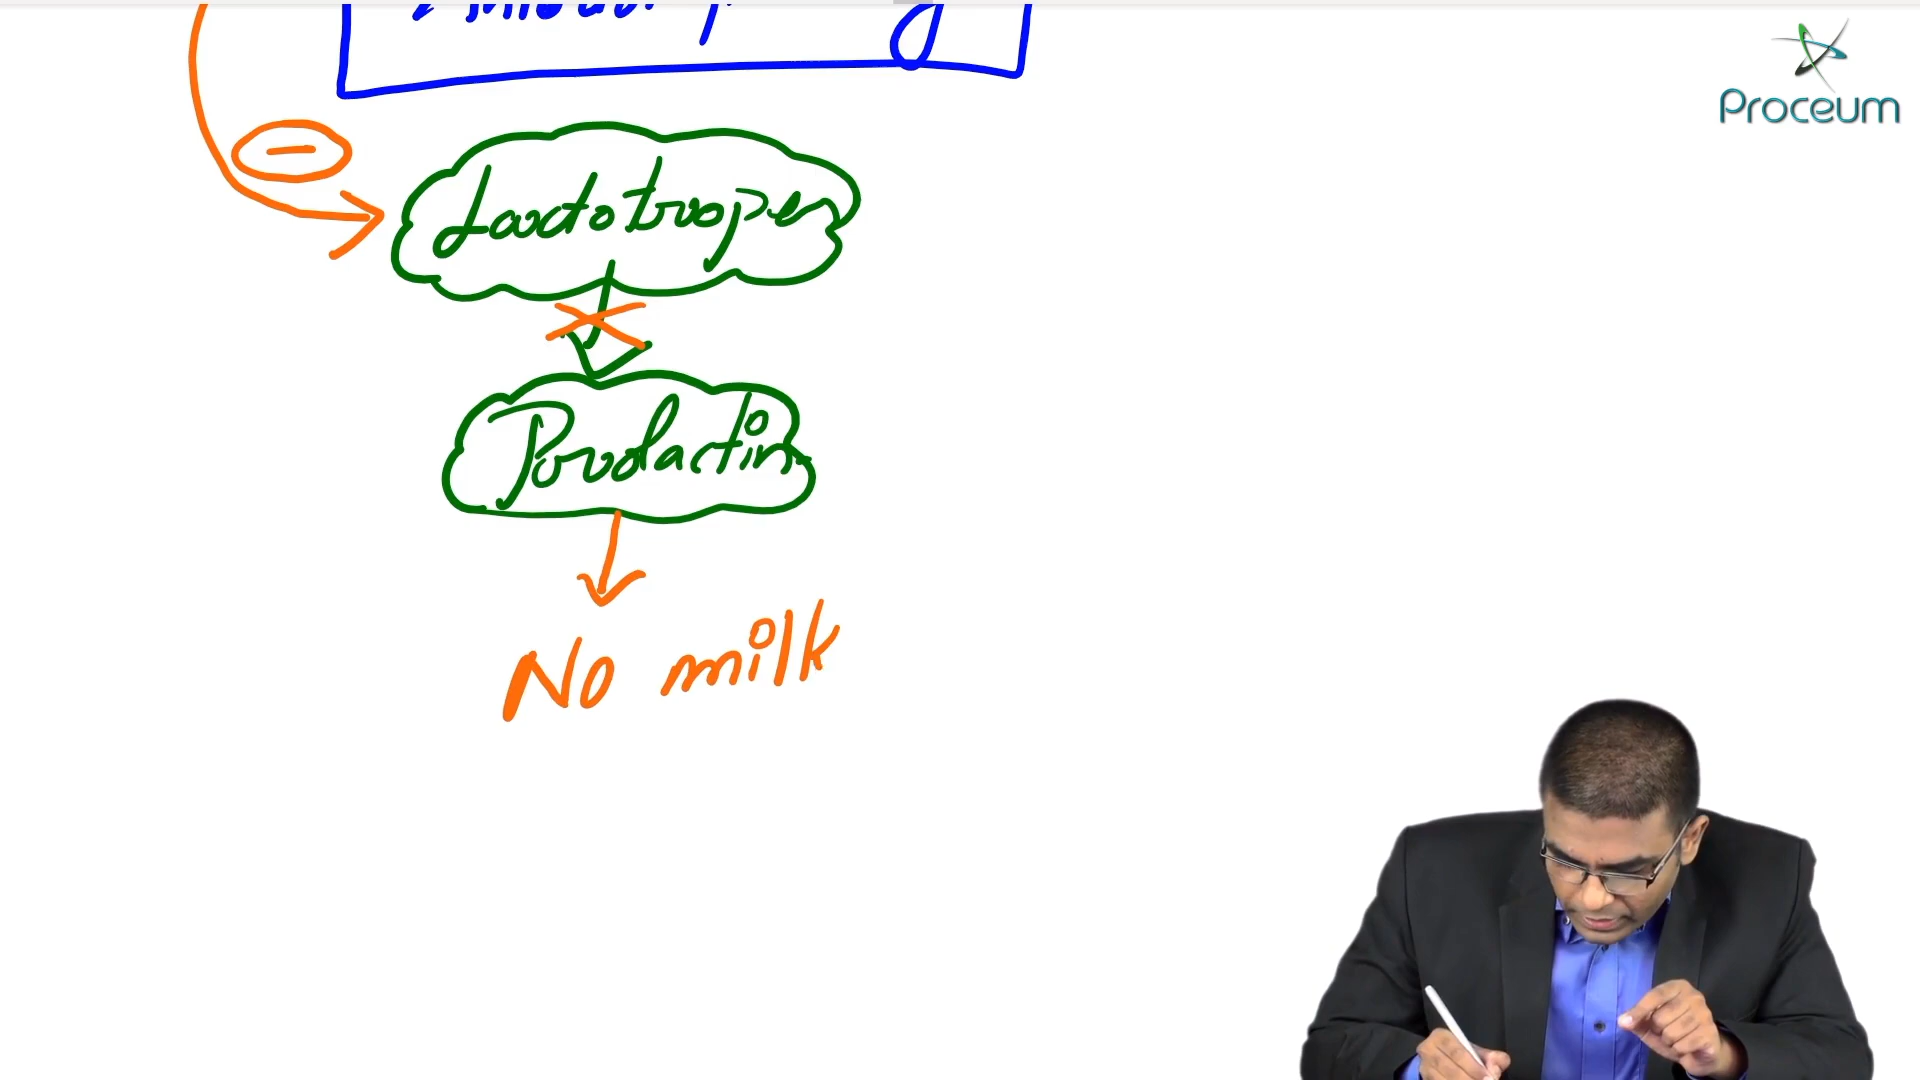 Proceum
−
Lactotropes
Prolactin
No milk